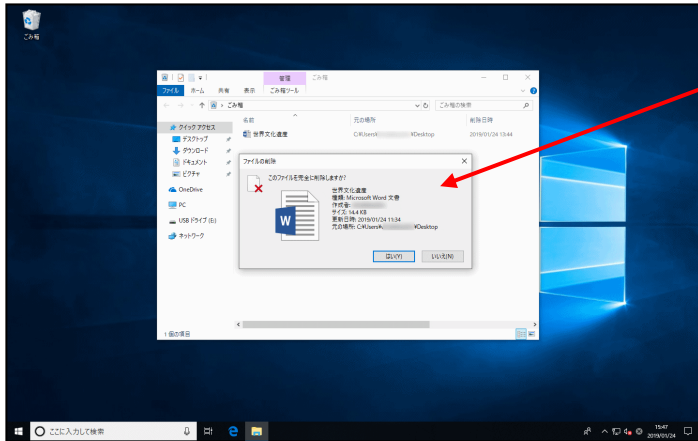 ごみ箱
管理
ごみ箱
ファイル ホーム 共有 表示 ごみ箱ツール
ごみ箱
ごみ箱の検索
クイック アクセス
デスクトップ
ダウンロード
ドキュメント
ピクチャ
OneDrive
PC
USB ドライブ (E:)
ネットワーク
名前 元の場所 削除日時
世界文化遺産 C:¥Users¥ ¥Desktop 2019/01/24 13:44
ファイルの削除
このファイルを完全に削除しますか?
世界文化遺産
種類: Microsoft Word 文書
作成者:
サイズ: 14.4 KB
更新日時: 2019/01/24 11:34
元の場所: C:¥Users¥ ¥Desktop
はい(Y) いいえ(N)
1 個の項目
ここに入力して検索
15:47
2019/01/24